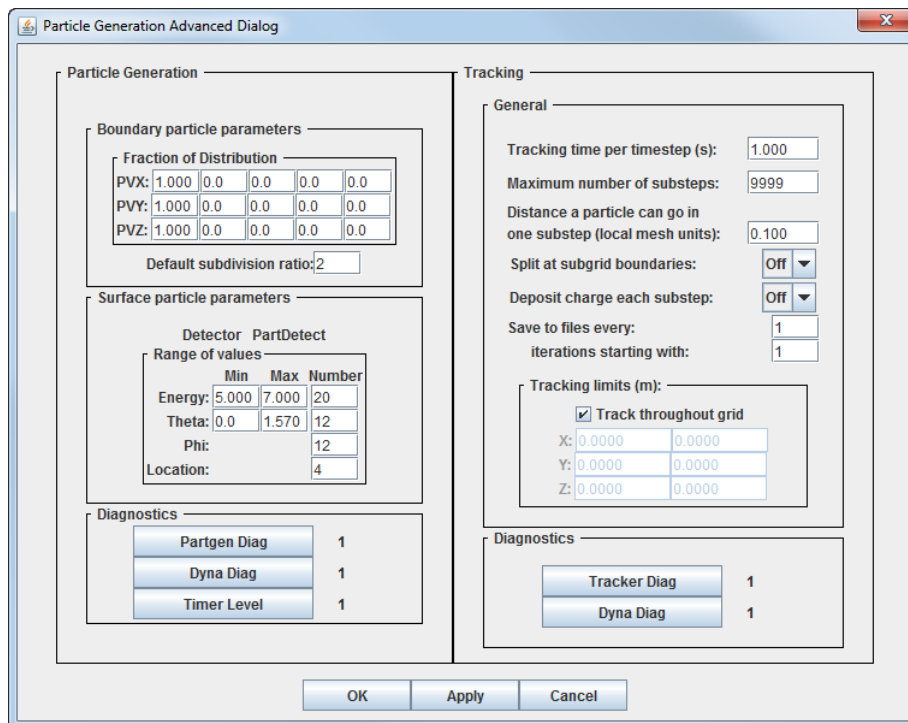 Particle Generation Advanced Dialog
Particle Generation
Boundary particle parameters
Fraction of Distribution
PVX: 1.000 0.0 0.0 0.0 0.0
PVY: 1.000 0.0 0.0 0.0 0.0
PVZ: 1.000 0.0 0.0 0.0 0.0
Default subdivision ratio: 2
Surface particle parameters
Detector PartDetect
Range of values
Min Max Number
Energy: 5.000 7.000 20
Theta: 0.0 1.570 12
Phi: 12
Location: 4
Diagnostics
Partgen Diag 1
Dyna Diag 1
Timer Level 1
Tracking
General
Tracking time per timestep (s): 1.000
Maximum number of substeps: 9999
Distance a particle can go in
one substep (local mesh units): 0.100
Split at subgrid boundaries: Off
Deposit charge each substep: Off
Save to files every: 1
iterations starting with: 1
Tracking limits (m):
Track throughout grid
X: 0.0000 0.0000
Y: 0.0000 0.0000
Z: 0.0000 0.0000
Diagnostics
Tracker Diag 1
Dyna Diag 1
OK Apply Cancel